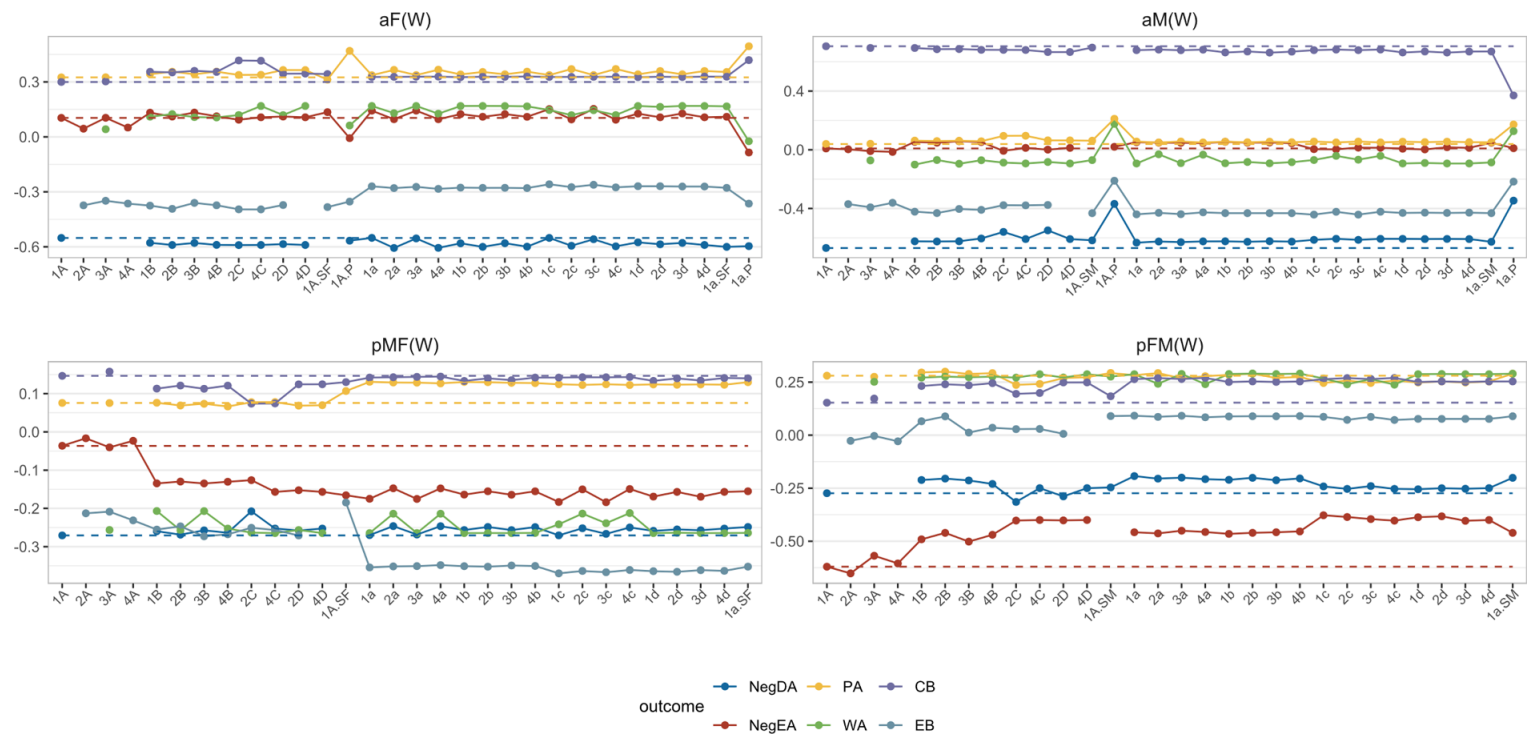 aF(W)
0.3
0.0
-0.3
-0.6
1A 2A 3A 4A 1B 2B 3B 4B 2C 4C 2D 4D 1A.SF 1A.P 1a 2a 3a 4a 1b 2b 3b 4b 1c 2c 3c 4c 1d 2d 3d 4d 1a.SF 1a.P
aM(W)
0.4
0.0
-0.4
1A 2A 3A 4A 1B 2B 3B 4B 2C 4C 2D 4D 1A.SM 1A.P 1a 2a 3a 4a 1b 2b 3b 4b 1c 2c 3c 4c 1d 2d 3d 4d 1a.SM 1a.P
pMF(W)
0.1
0.0
-0.1
-0.2
-0.3
1A 2A 3A 4A 1B 2B 3B 4B 2C 4C 2D 4D 1A.SF 1a 2a 3a 4a 1b 2b 3b 4b 1c 2c 3c 4c 1d 2d 3d 4d 1a.SF
pFM(W)
0.25
0.00
-0.25
-0.50
1A 2A 3A 4A 1B 2B 3B 4B 2C 4C 2D 4D 1A.SM 1a 2a 3a 4a 1b 2b 3b 4b 1c 2c 3c 4c 1d 2d 3d 4d 1a.SM
outcome
NegDA PA CB
NegEA WA EB